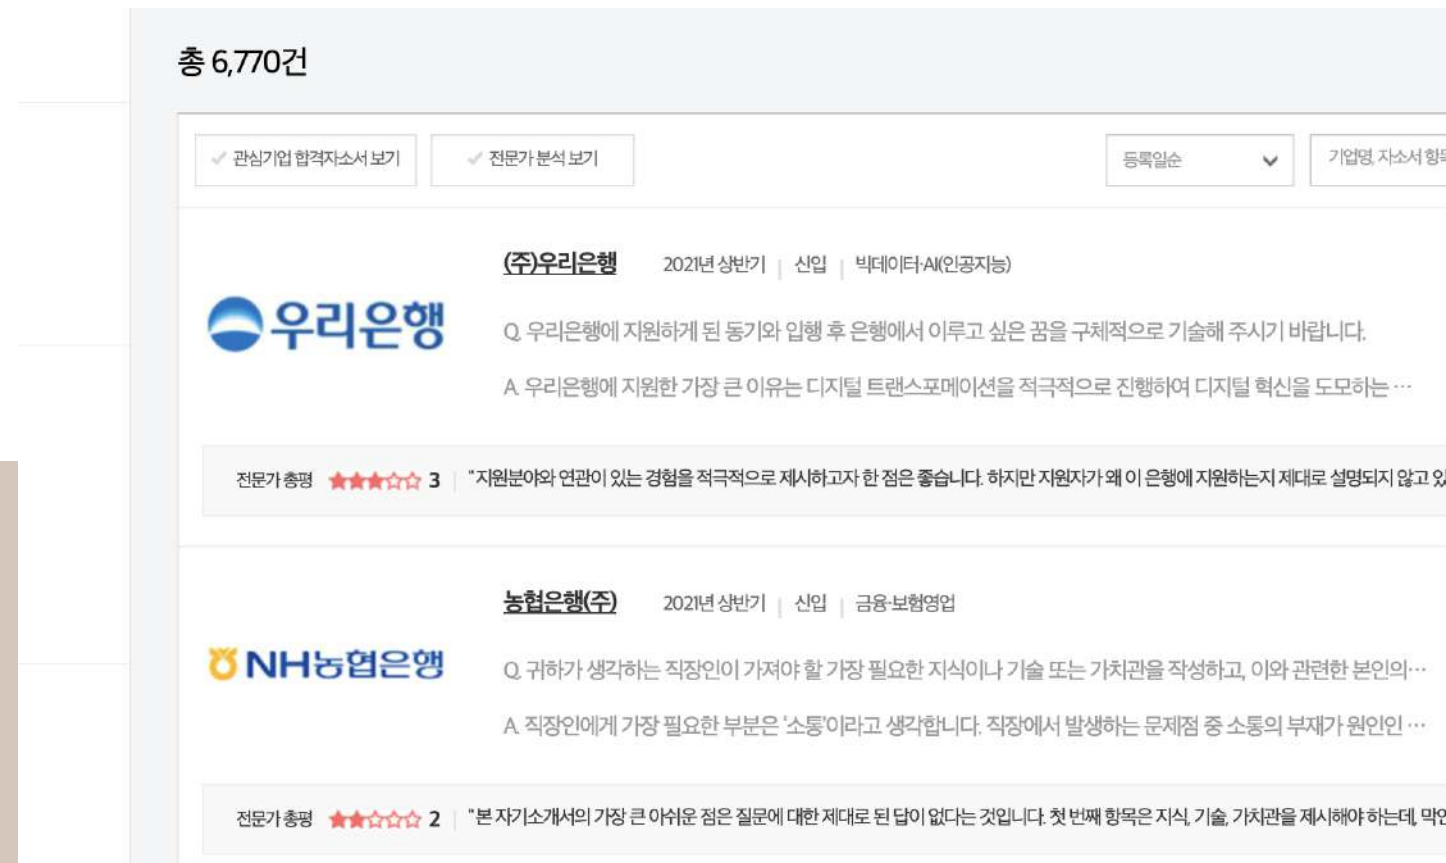 총 6,770건
관심기업 합격자소서 보기 전문가 분석 보기 등록일순 기업명, 자소서 항목
(주)우리은행 2021년 상반기 신입 빅데이터·AI(인공지능)
우리은행
Q. 우리은행에 지원하게 된 동기와 입행 후 은행에서 이루고 싶은 꿈을 구체적으로 기술해 주시기 바랍니다.
A. 우리은행에 지원한 가장 큰 이유는 디지털 트랜스포메이션을 적극적으로 진행하여 디지털 혁신을 도모하는 …
전문가 총평 ★★★☆☆ 3 "지원분야와 연관이 있는 경험을 적극적으로 제시하고자 한 점은 좋습니다. 하지만 지원자가 왜 이 은행에 지원하는지 제대로 설명되지 않고
농협은행(주) 2021년 상반기 신입 금융·보험영업
NH농협은행
Q. 귀하가 생각하는 직장인이 가져야 할 가장 필요한 지식이나 기술 또는 가치관을 작성하고, 이와 관련한 본인의…
A. 직장인에게 가장 필요한 부분은 '소통'이라고 생각합니다. 직장에서 발생하는 문제점 중 소통의 부재가 원인인 …
전문가 총평 ★★☆☆☆ 2 "본 자기소개서의 가장 큰 아쉬운 점은 질문에 대한 제대로 된 답이 없다는 것입니다. 첫 번째 항목은 지식, 기술, 가치관을 제시해야 하는데,